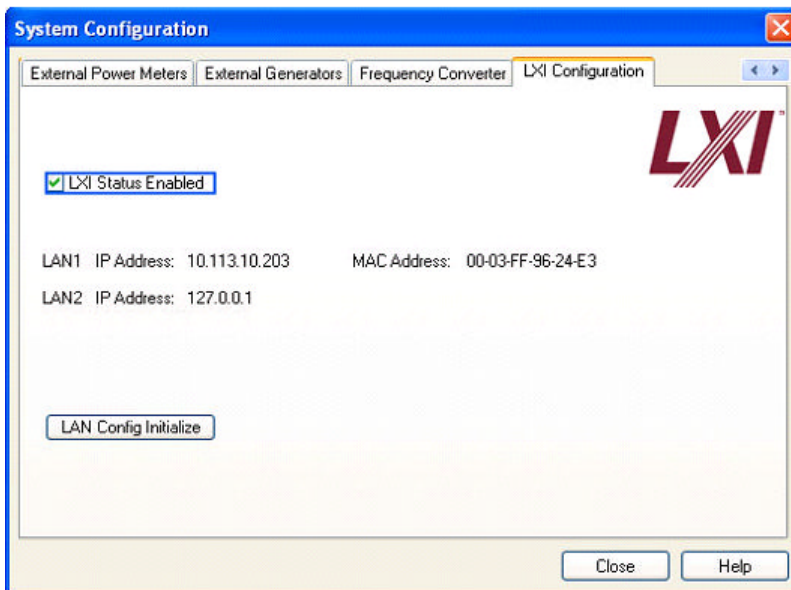 System Configuration
External Power Meters External Generators Frequency Converter LXI Configuration
LXI
LXI Status Enabled
LAN1 IP Address: 10.113.10.203 MAC Address: 00-03-FF-96-24-E3
LAN2 IP Address: 127.0.0.1
LAN Config Initialize
Close Help